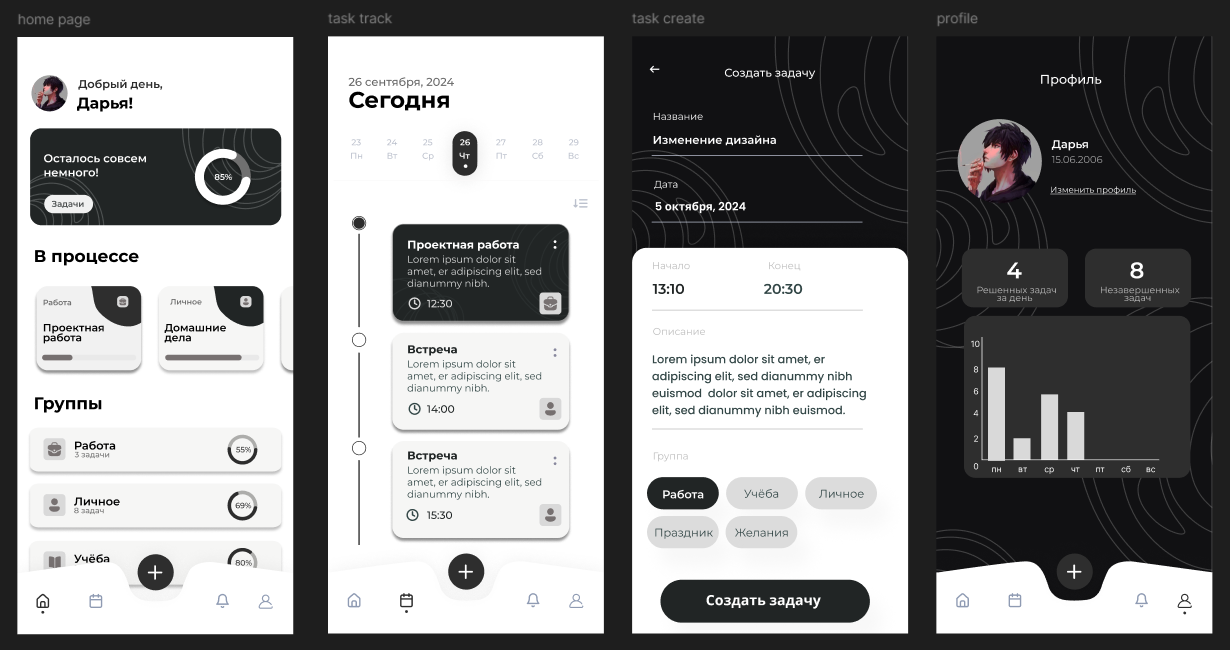 home page
Добрый день,
Дарья!
Осталось совсем
немного!
85%
Задачи
В процессе
Работа
Проектная
работа
Личное
Домашние
дела
Группы
Работа
3 задачи
55%
Личное
8 задач
69%
Учёба
80%
task track
26 сентября, 2024
Сегодня
23 24 25 26 27 28 29
Пн Вт Ср Чт Пт Сб Вс
Проектная работа
Lorem ipsum dolor sit
amet, er adipiscing elit, sed
dianummy nibh.
12:30
Встреча
Lorem ipsum dolor sit
amet, er adipiscing elit, sed
dianummy nibh.
14:00
Встреча
Lorem ipsum dolor sit
amet, er adipiscing elit, sed
dianummy nibh.
15:30
task create
Создать задачу
Название
Изменение дизайна
Дата
5 октября, 2024
Начало Конец
13:10 20:30
Описание
Lorem ipsum dolor sit amet, er
adipiscing elit, sed dianummy nibh
euismod dolor sit amet, er adipiscing
elit, sed dianummy nibh euismod.
Группа
Работа Учёба Личное
Праздник Желания
Создать задачу
profile
Профиль
Дарья
15.06.2006
Изменить профиль
4
Решенных задач
за день
8
Незавершенных
задач
10
8
6
4
2
0
пн вт ср чт пт сб вс